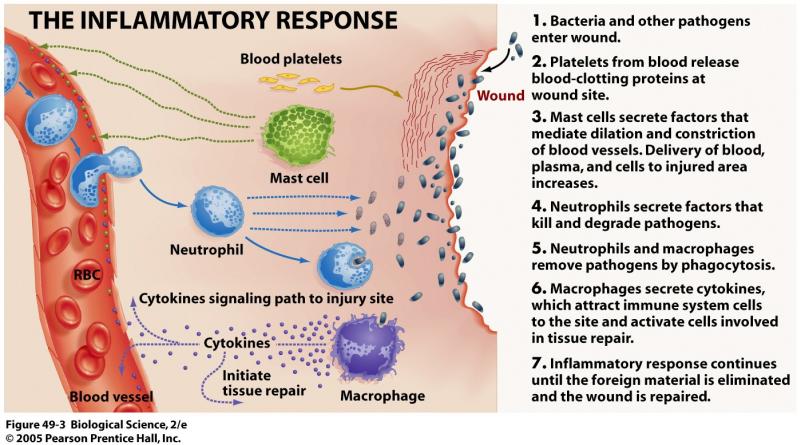 THE INFLAMMATORY RESPONSE
Blood platelets
Wound
Mast cell
Neutrophil
RBC
Cytokines signaling path to injury site
Cytokines
Initiate
tissue repair
Blood vessel
Macrophage
1. Bacteria and other pathogens
enter wound.
2. Platelets from blood release
blood-clotting proteins at
wound site.
3. Mast cells secrete factors that
mediate dilation and constriction
of blood vessels. Delivery of blood,
plasma, and cells to injured area
increases.
4. Neutrophils secrete factors that
kill and degrade pathogens.
5. Neutrophils and macrophages
remove pathogens by phagocytosis.
6. Macrophages secrete cytokines,
which attract immune system cells
to the site and activate cells involved
in tissue repair.
7. Inflammatory response continues
until the foreign material is eliminated
and the wound is repaired.
Figure 49-3 Biological Science, 2/e
© 2005 Pearson Prentice Hall, Inc.